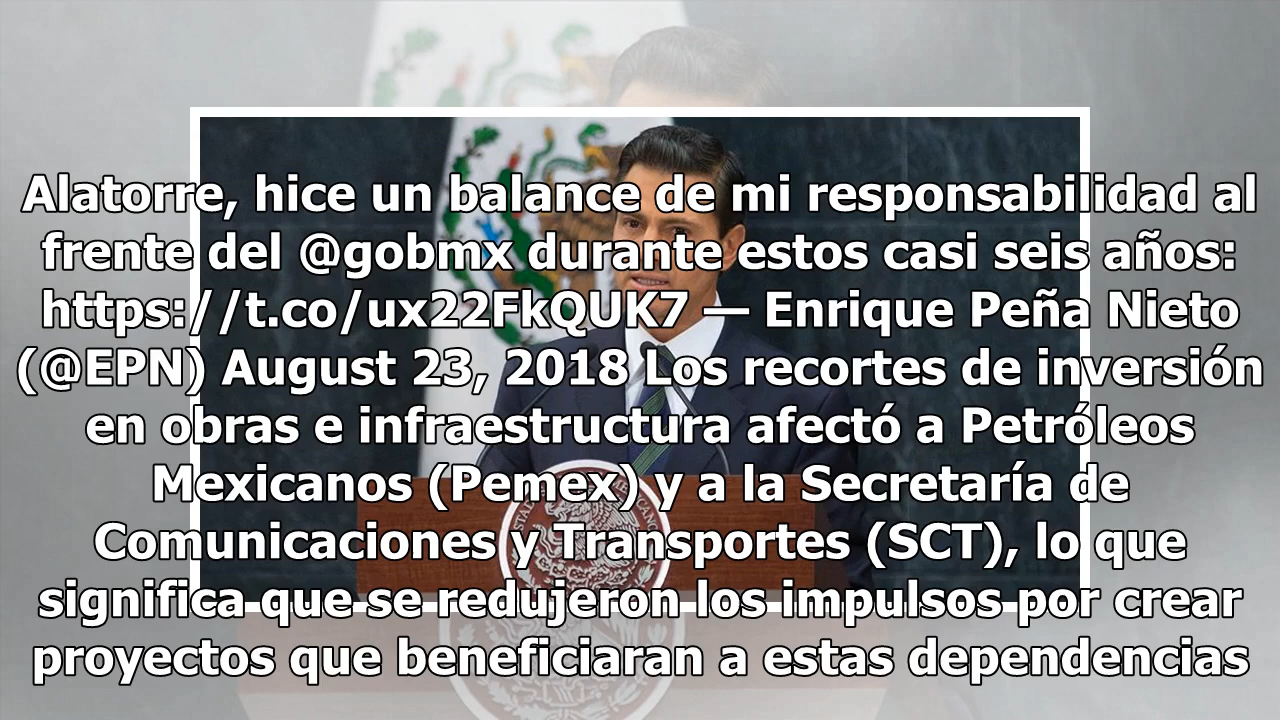 Alatorre, hice un balance de mi responsabilidad al
frente del @gobmx durante estos casi seis años:
https://t.co/ux22FkQUK7 — Enrique Peña Nieto
(@EPN) August 23, 2018 Los recortes de inversión
en obras e infraestructura afectó a Petróleos
Mexicanos (Pemex) y a la Secretaría de
Comunicaciones y Transportes (SCT), lo que
significa que se redujeron los impulsos por crear
proyectos que beneficiaran a estas dependencias